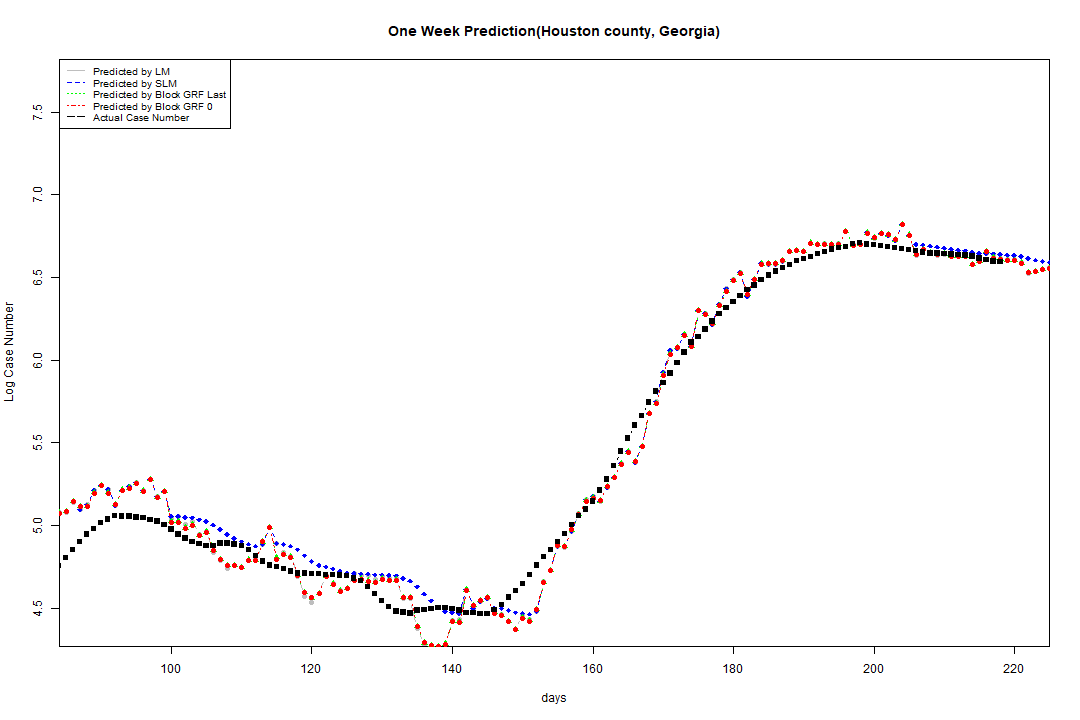 One Week Prediction(Houston county, Georgia)
Predicted by LM
Predicted by SLM
Predicted by Block GRF Last
Predicted by Block GRF 0
Actual Case Number
7.5
7.0
6.5
6.0
5.5
5.0
4.5
Log Case Number
100 120 140 160 180 200 220
days